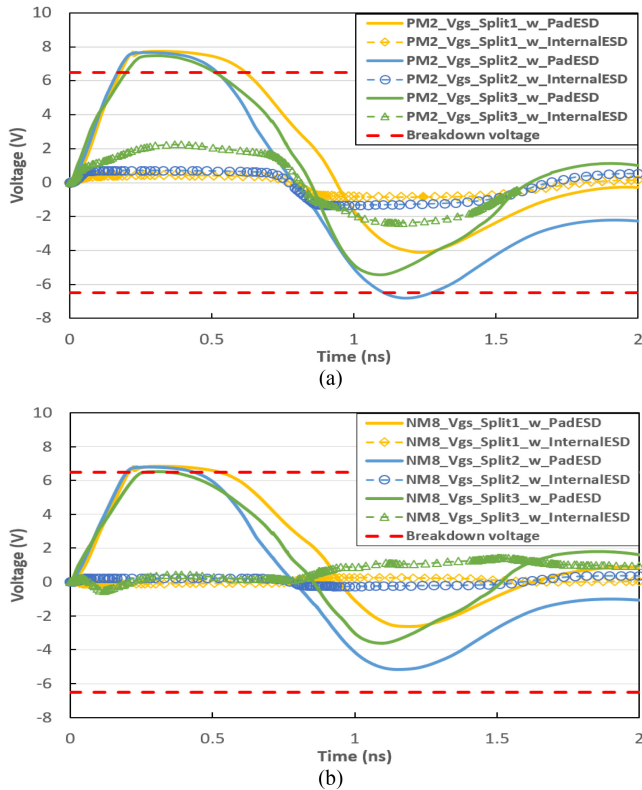 10
8
6
4
2
0
-2
-4
-6
-8
Voltage (V)
PM2_Vgs_Split1_w_PadESD
PM2_Vgs_Split1_w_InternalESD
PM2_Vgs_Split2_w_PadESD
PM2_Vgs_Split2_w_InternalESD
PM2_Vgs_Split3_w_PadESD
PM2_Vgs_Split3_w_InternalESD
Breakdown voltage
0 0.5 1 1.5 2
Time (ns)
(a)
10
8
6
4
2
0
-2
-4
-6
-8
Voltage (V)
NM8_Vgs_Split1_w_PadESD
NM8_Vgs_Split1_w_InternalESD
NM8_Vgs_Split2_w_PadESD
NM8_Vgs_Split2_w_InternalESD
NM8_Vgs_Split3_w_PadESD
NM8_Vgs_Split3_w_InternalESD
Breakdown voltage
0 0.5 1 1.5 2
Time (ns)
(b)